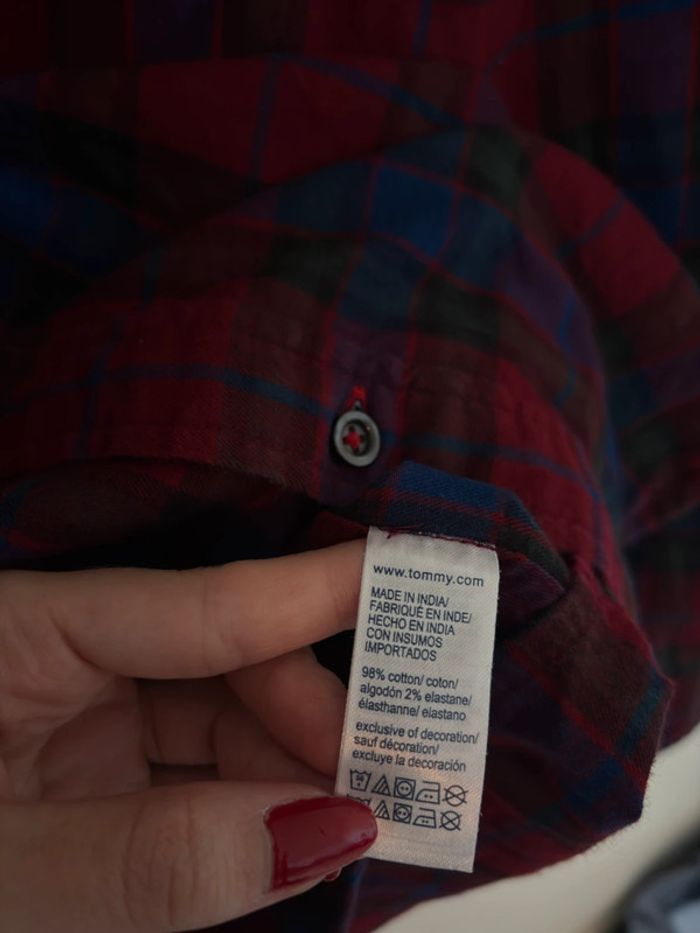 www.tommy.com
MADE IN INDIA/
FABRIQUÉ EN INDE/
HECHO EN INDIA
CON INSUMOS
IMPORTADOS
98% cotton/ coton/
algodón 2% elastane/
élasthanne/ elastano
exclusive of decoration/
sauf décoration/
excluye la decoración